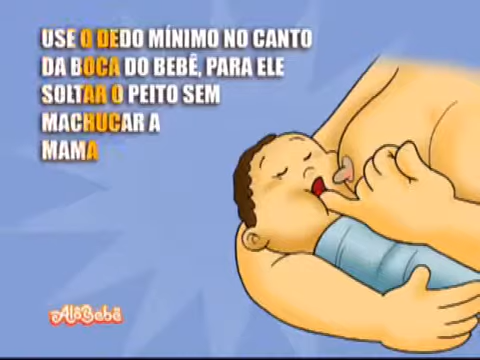 USE O DEDO MÍNIMO NO CANTO
DA BOCA DO BEBÊ, PARA ELE
SOLTAR O PEITO SEM
MACHUCAR A
MAMA
AlôBebê